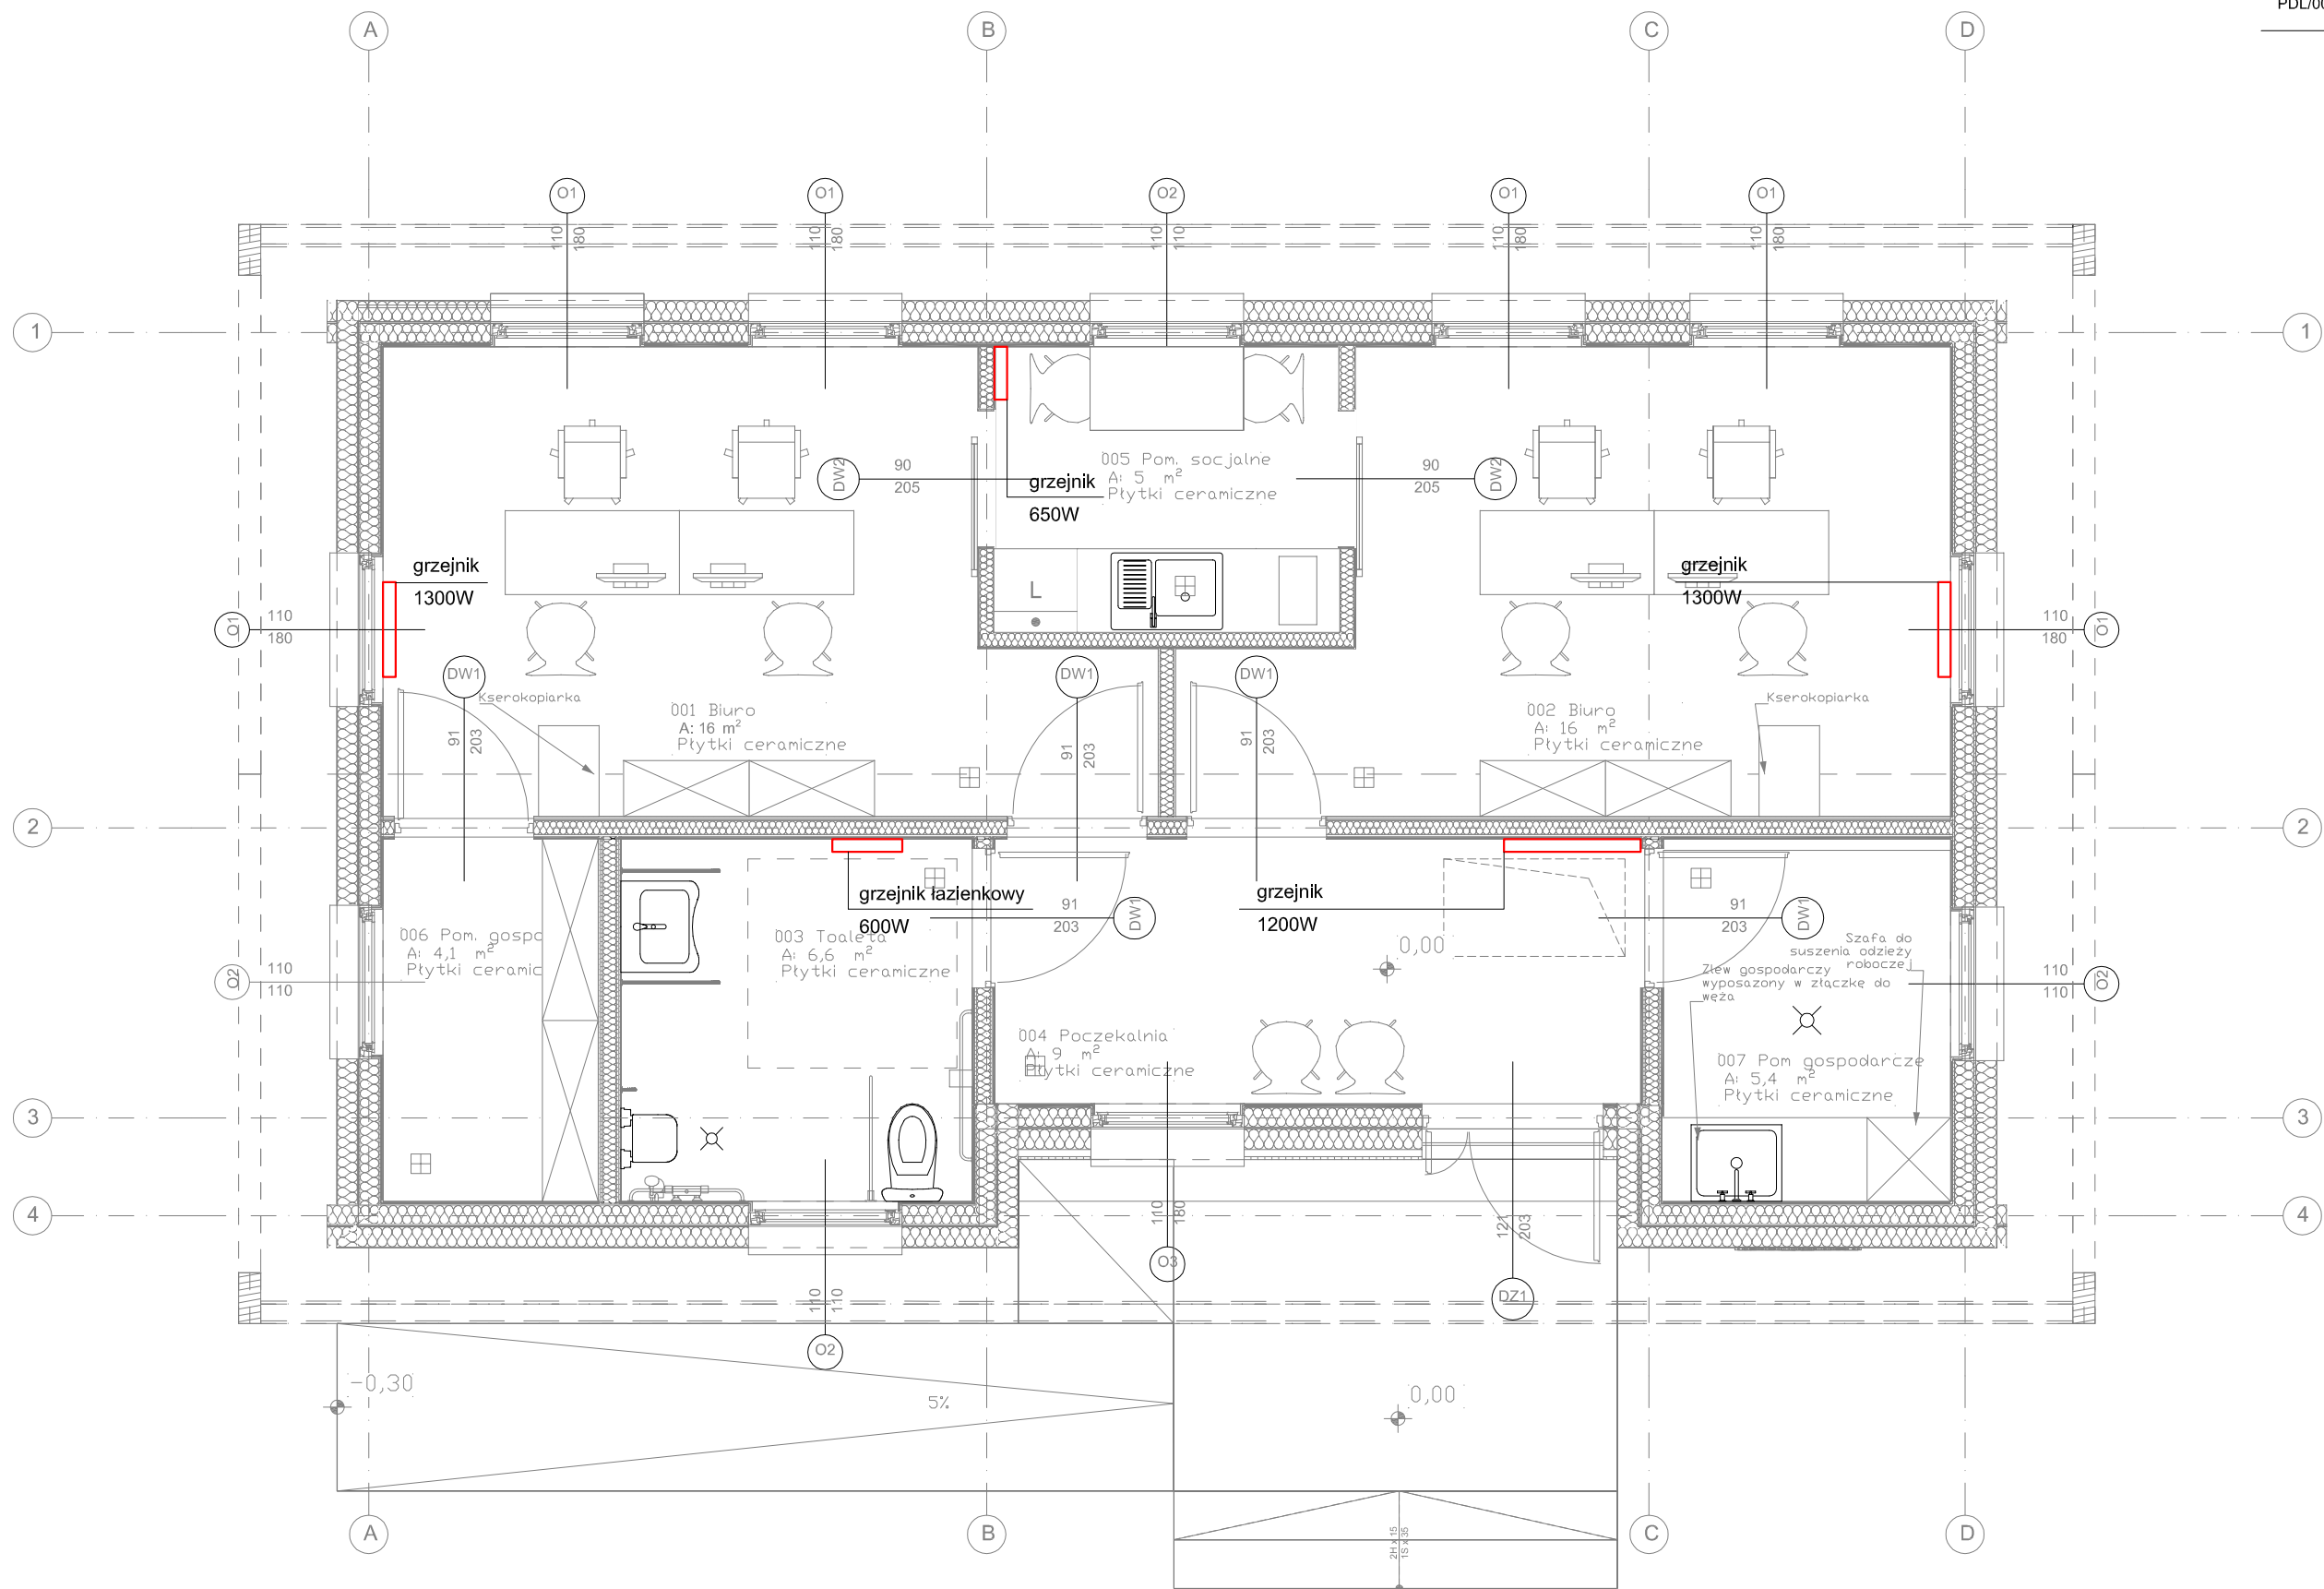 PDL/00
A
B
C
D
O1
O1
O2
O1
O1
110
180
110
180
110
110
110
180
110
180
1
1
005 Pom. socjalne
A: 5 m²
Płytki ceramiczne
DW2
90
205
90
205
DW2
grzejnik
650W
grzejnik
1300W
grzejnik
1300W
L
O1
110
180
110
180
O1
DW1
DW1
DW1
Kserokopiarka
Kserokopiarka
001 Biuro
A: 16 m²
Płytki ceramiczne
002 Biuro
A: 16 m²
Płytki ceramiczne
91
203
91
203
91
203
2
2
grzejnik łazienkowy
600W
grzejnik
1200W
91
203
DW1
91
203
DW1
006 Pom. gospo
A: 4,1 m²
Płytki ceramic
003 Toaleta
A: 6,6 m²
Płytki ceramiczne
0,00
Szafa do
suszenia odzieży
roboczej
Zlew gospodarczy
wyposazony w złączkę do
węża
O2
110
110
110
110
O2
004 Poczekalnia
A: 9 m²
Płytki ceramiczne
007 Pom gospodarcze
A: 5,4 m²
Płytki ceramiczne
3
3
4
4
110
180
121
203
O3
DZ1
110
110
O2
-0,30
5%
0,00
2H x 15
1S x 35
A
B
C
D